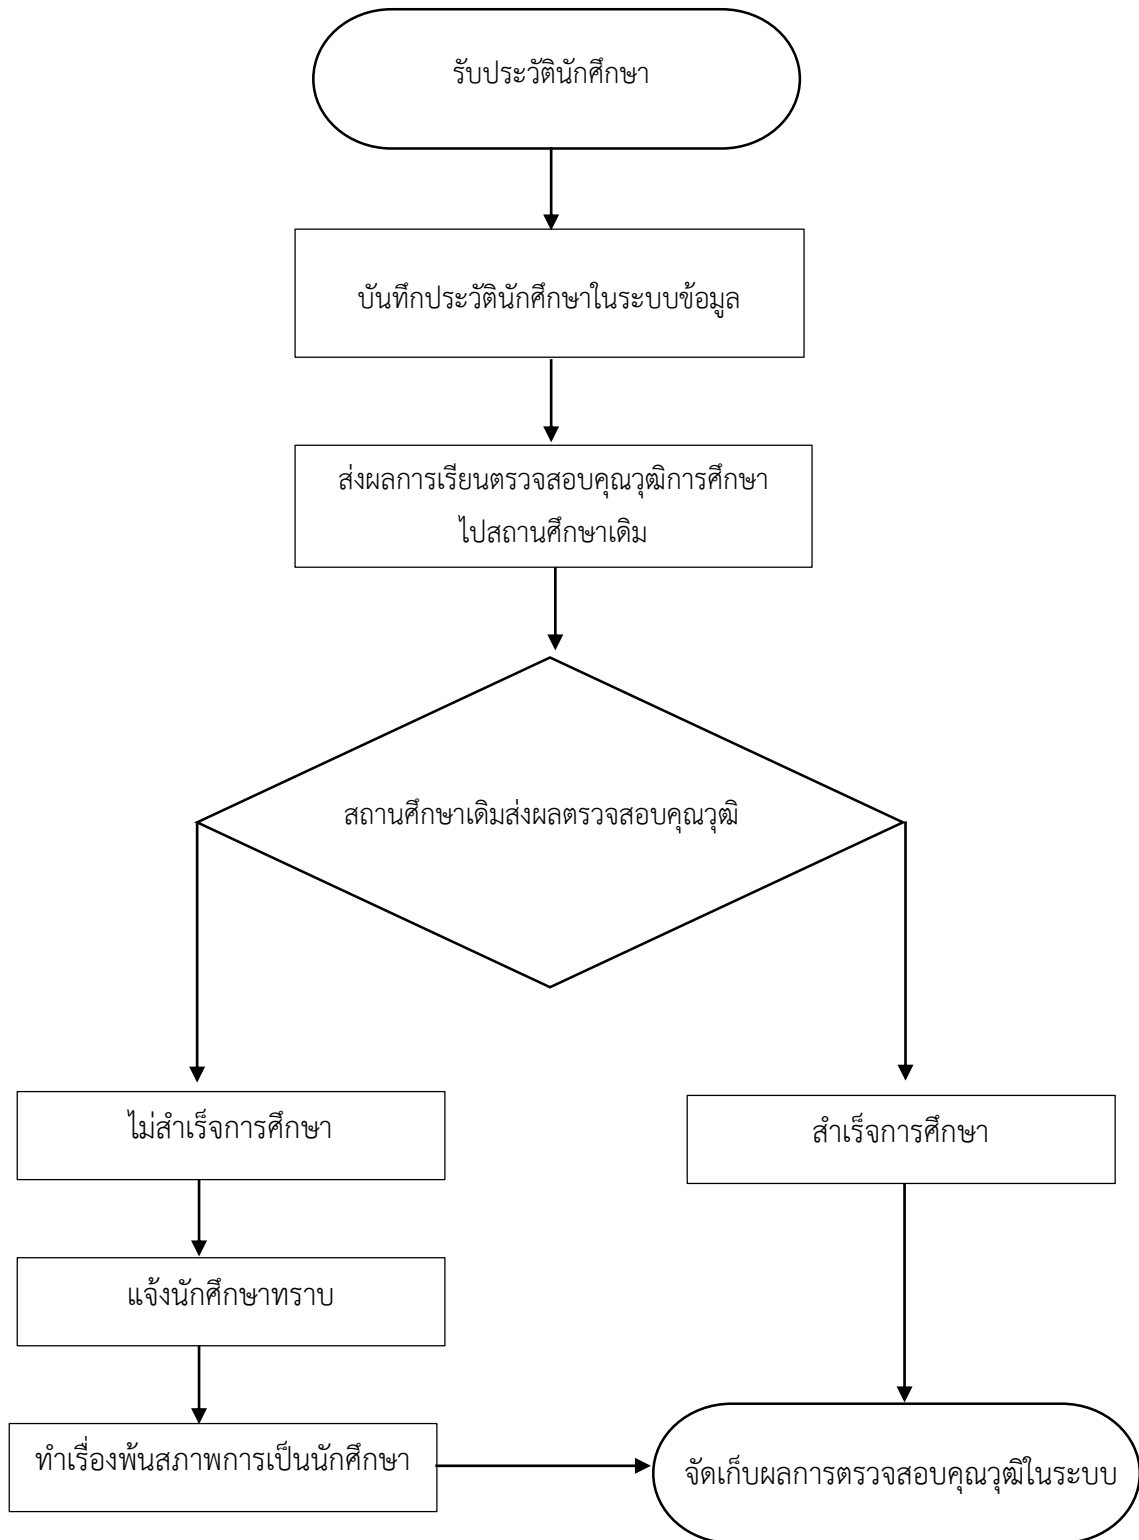 รับประวัตินักศึกษา
บันทึกประวัตินักศึกษาในระบบข้อมูล
ส่งผลการเรียนตรวจสอบคุณวุฒิการศึกษา
ไปสถานศึกษาเดิม
สถานศึกษาเดิมส่งผลตรวจสอบคุณวุฒิ
ไม่สำเร็จการศึกษา
สำเร็จการศึกษา
แจ้งนักศึกษาทราบ
ทำเรื่องพ้นสภาพการเป็นนักศึกษา
จัดเก็บผลการตรวจสอบคุณวุฒิในระบบ